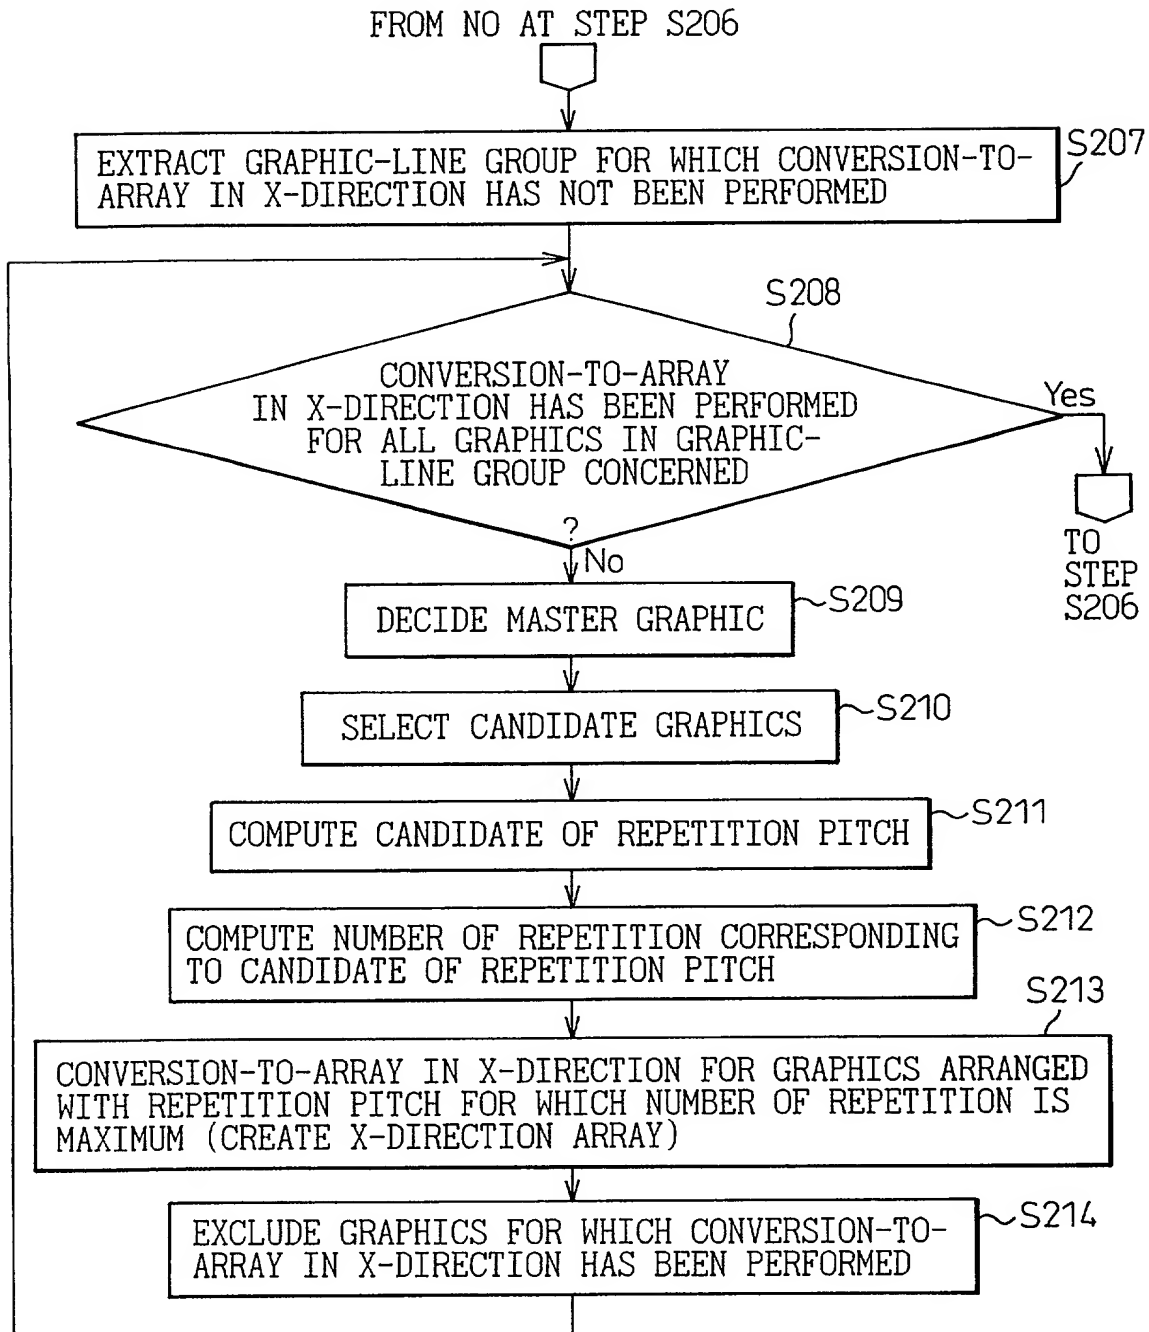 FROM NO AT STEP S206
S207
EXTRACT GRAPHIC-LINE GROUP FOR WHICH CONVERSION-TO-
ARRAY IN X-DIRECTION HAS NOT BEEN PERFORMED
S208
CONVERSION-TO-ARRAY
IN X-DIRECTION HAS BEEN PERFORMED
FOR ALL GRAPHICS IN GRAPHIC-
LINE GROUP CONCERNED
?
Yes
TO
STEP
S206
No
DECIDE MASTER GRAPHIC
S209
SELECT CANDIDATE GRAPHICS
S210
COMPUTE CANDIDATE OF REPETITION PITCH
S211
COMPUTE NUMBER OF REPETITION CORRESPONDING
TO CANDIDATE OF REPETITION PITCH
S212
S213
CONVERSION-TO-ARRAY IN X-DIRECTION FOR GRAPHICS ARRANGED
WITH REPETITION PITCH FOR WHICH NUMBER OF REPETITION IS
MAXIMUM (CREATE X-DIRECTION ARRAY)
EXCLUDE GRAPHICS FOR WHICH CONVERSION-TO-
ARRAY IN X-DIRECTION HAS BEEN PERFORMED
S214